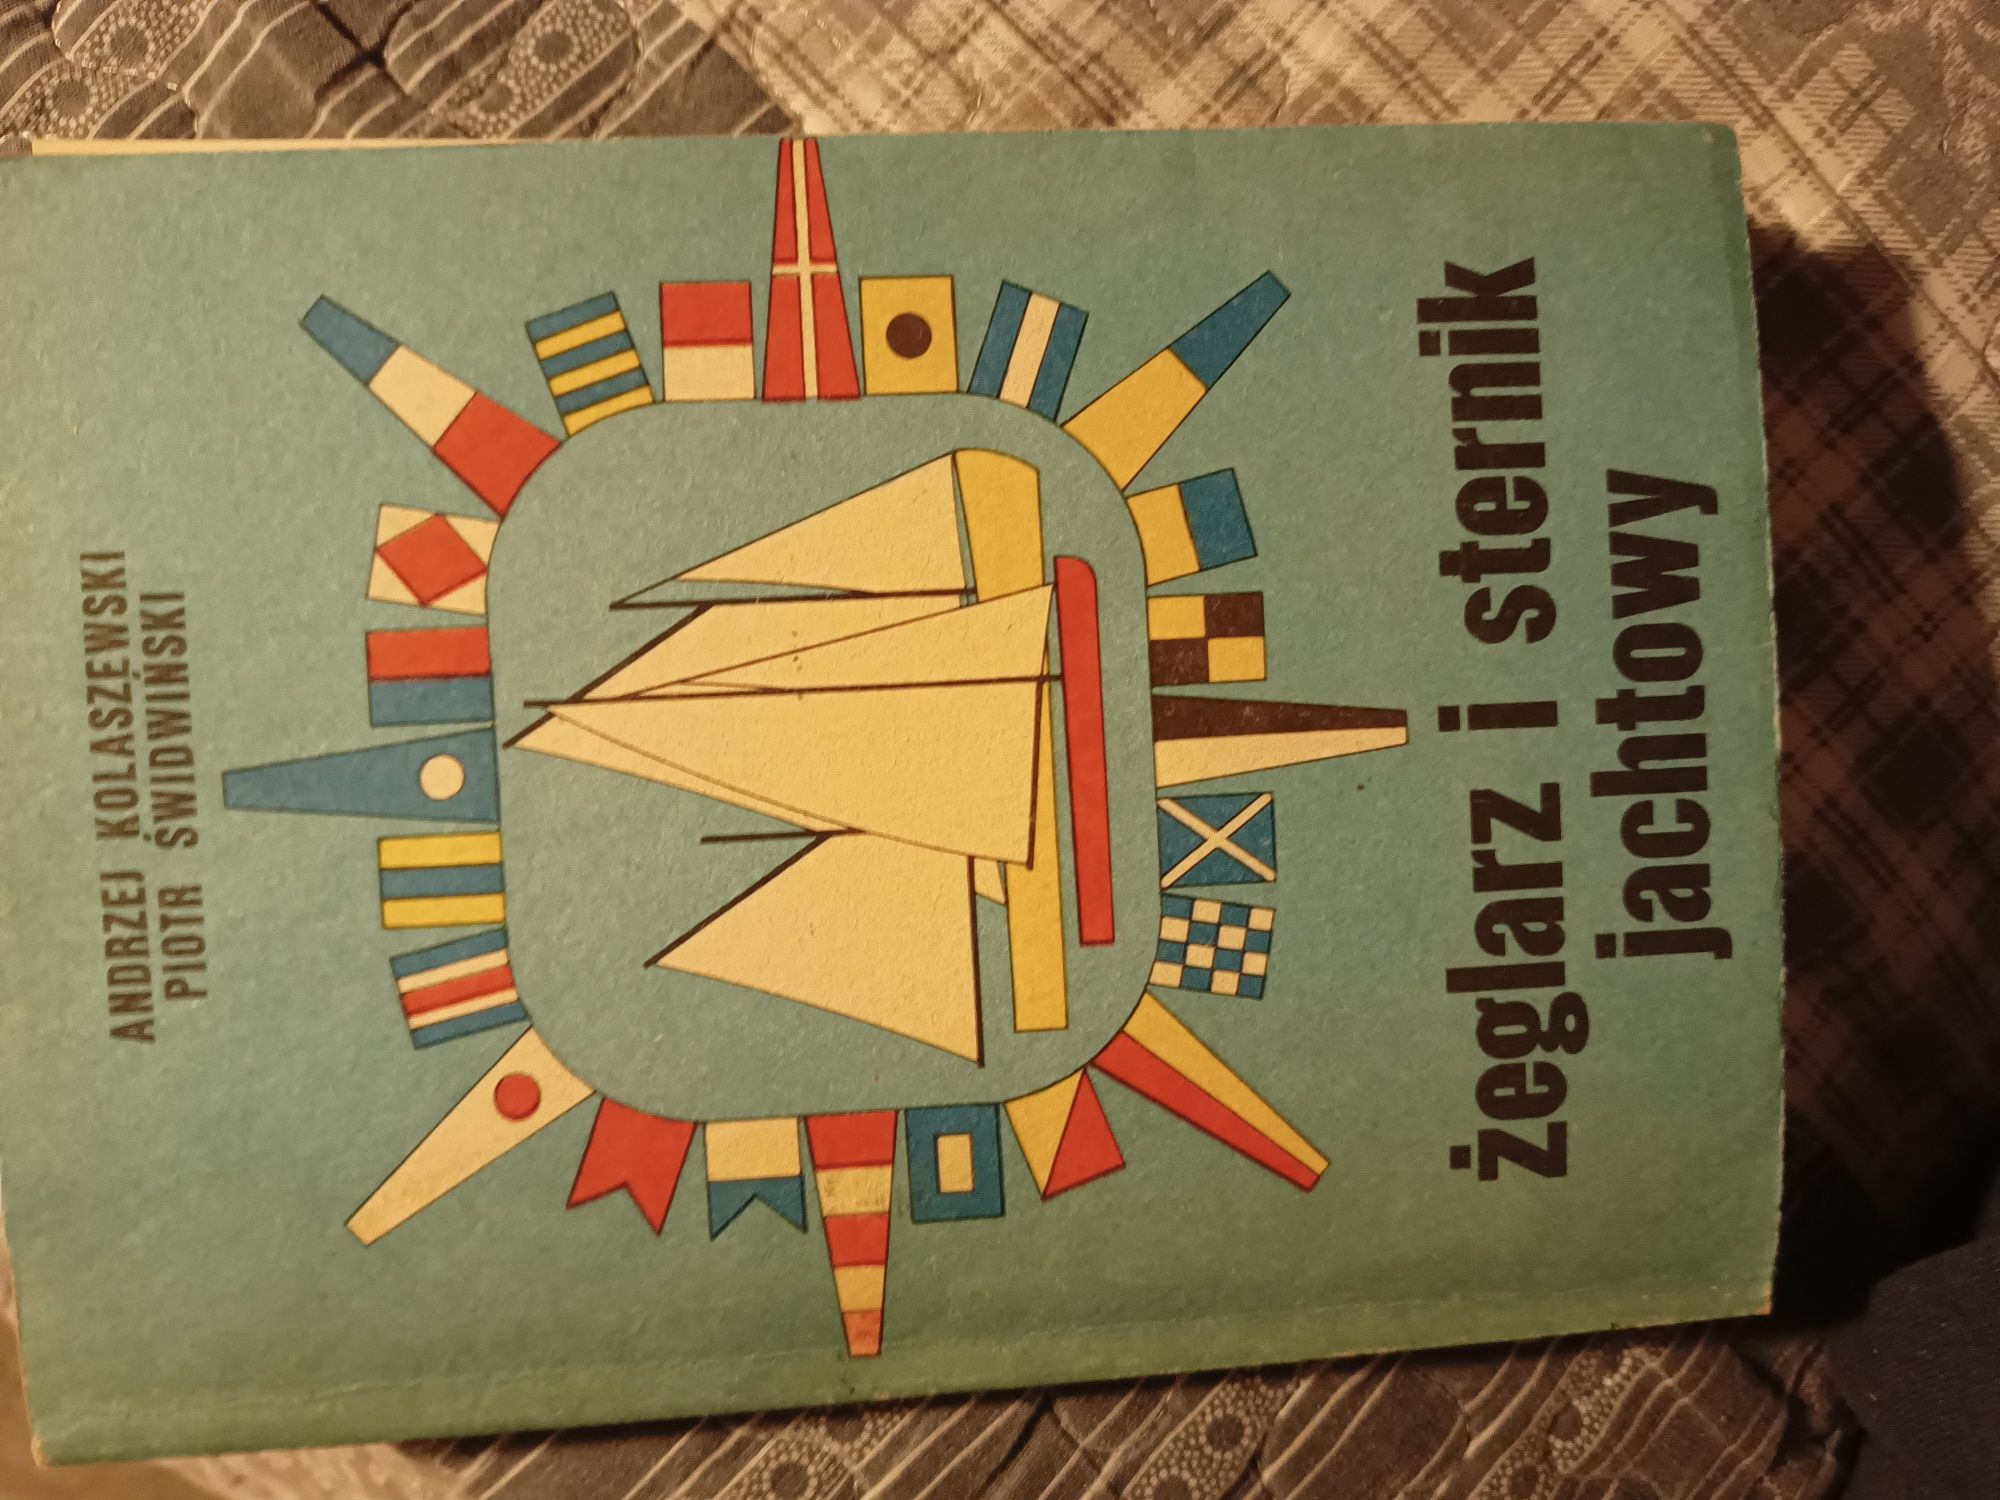 ANDRZEJ KOLASZEWSKI
PIOTR ŚWIDWIŃSKI
żeglarz i sternik
jachtowy